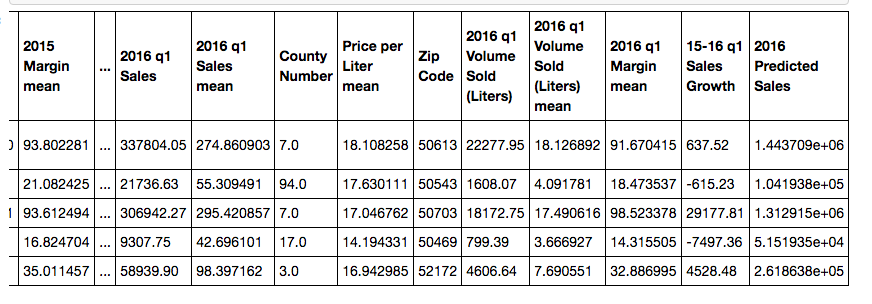 2015 Margin mean ... 2016 q1 Sales 2016 q1 Sales mean County Number Price per Liter mean Zip Code 2016 q1 Volume Sold (Liters) 2016 q1 Volume Sold (Liters) mean 2016 q1 Margin mean 15-16 q1 Sales Growth 2016 Predicted Sales
93.802281 ... 337804.05 274.860903 7.0 18.108258 50613 22277.95 18.126892 91.670415 637.52 1.443709e+06
21.082425 ... 21736.63 55.309491 94.0 17.630111 50543 1608.07 4.091781 18.473537 -615.23 1.041938e+05
93.612494 ... 306942.27 295.420857 7.0 17.046762 50703 18172.75 17.490616 98.523378 29177.81 1.312915e+06
16.824704 ... 9307.75 42.696101 17.0 14.194331 50469 799.39 3.666927 14.315505 -7497.36 5.151935e+04
35.011457 ... 58939.90 98.397162 3.0 16.942985 52172 4606.64 7.690551 32.886995 4528.48 2.618638e+05